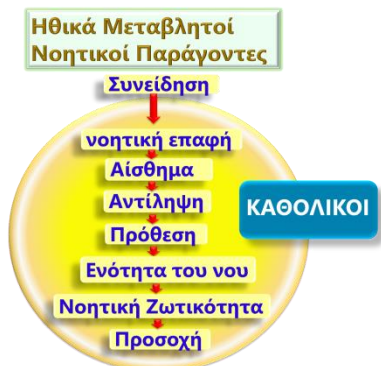 Ηθικά Μεταβλητοί
Νοητικοί Παράγοντες
Συνείδηση
νοητική επαφή
Αίσθημα
Αντίληψη
ΚΑΘΟΛΙΚΟΙ
Πρόθεση
Ενότητα του νου
Νοητική Ζωτικότητα
Προσοχή